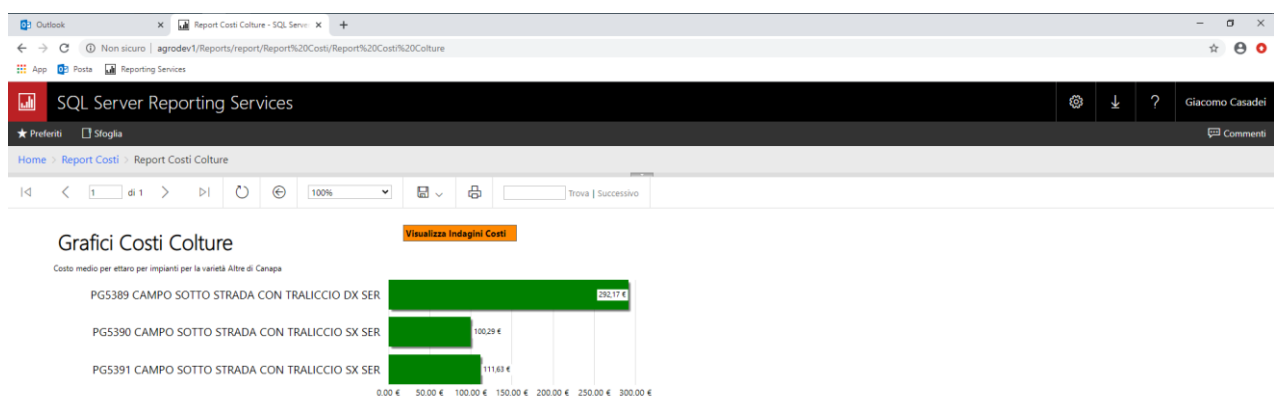 Outlook
Report Costi Colture - SQL Server
Non sicuro | agrodev1/Reports/report/Report%20Costi/Report%20Costi%20Colture
App Posta Reporting Services
SQL Server Reporting Services
? Giacomo Casadei
Preferiti Sfoglia Commenti
Home > Report Costi > Report Costi Colture
1 di 1 100% Trova | Successivo
Grafici Costi Colture
Visualizza Indagini Costi
Costo medio per ettaro per impianti per la varietà Altre di Canapa
PG5389 CAMPO SOTTO STRADA CON TRALICCIO DX SER 292,17 €
PG5390 CAMPO SOTTO STRADA CON TRALICCIO SX SER 100,29 €
PG5391 CAMPO SOTTO STRADA CON TRALICCIO SX SER 111,63 €
0.00 € 50.00 € 100.00 € 150.00 € 200.00 € 250.00 € 300.00 €